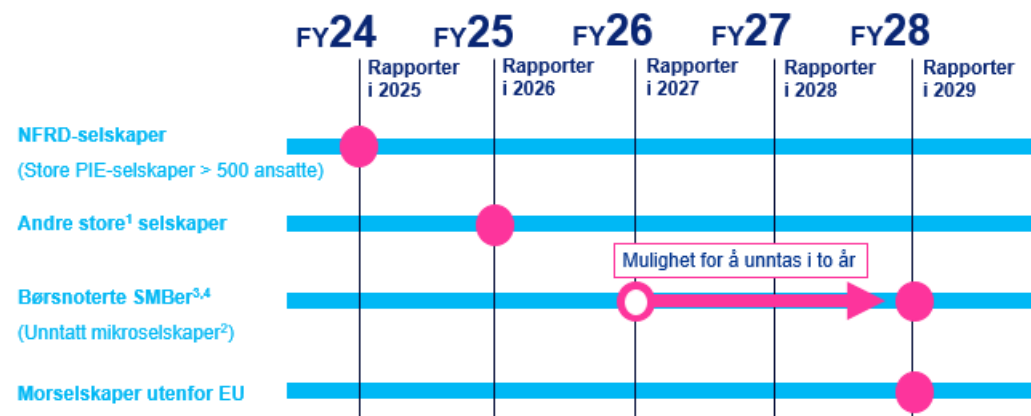 FY24 FY25 FY26 FY27 FY28
Rapporter i 2025
Rapporter i 2026
Rapporter i 2027
Rapporter i 2028
Rapporter i 2029
NFRD-selskaper
(Store PIE-selskaper > 500 ansatte)
Andre store¹ selskaper
Mulighet for å unntas i to år
Børsnoterte SMBer³,⁴
(Unntatt mikroselskaper²)
Morselskaper utenfor EU